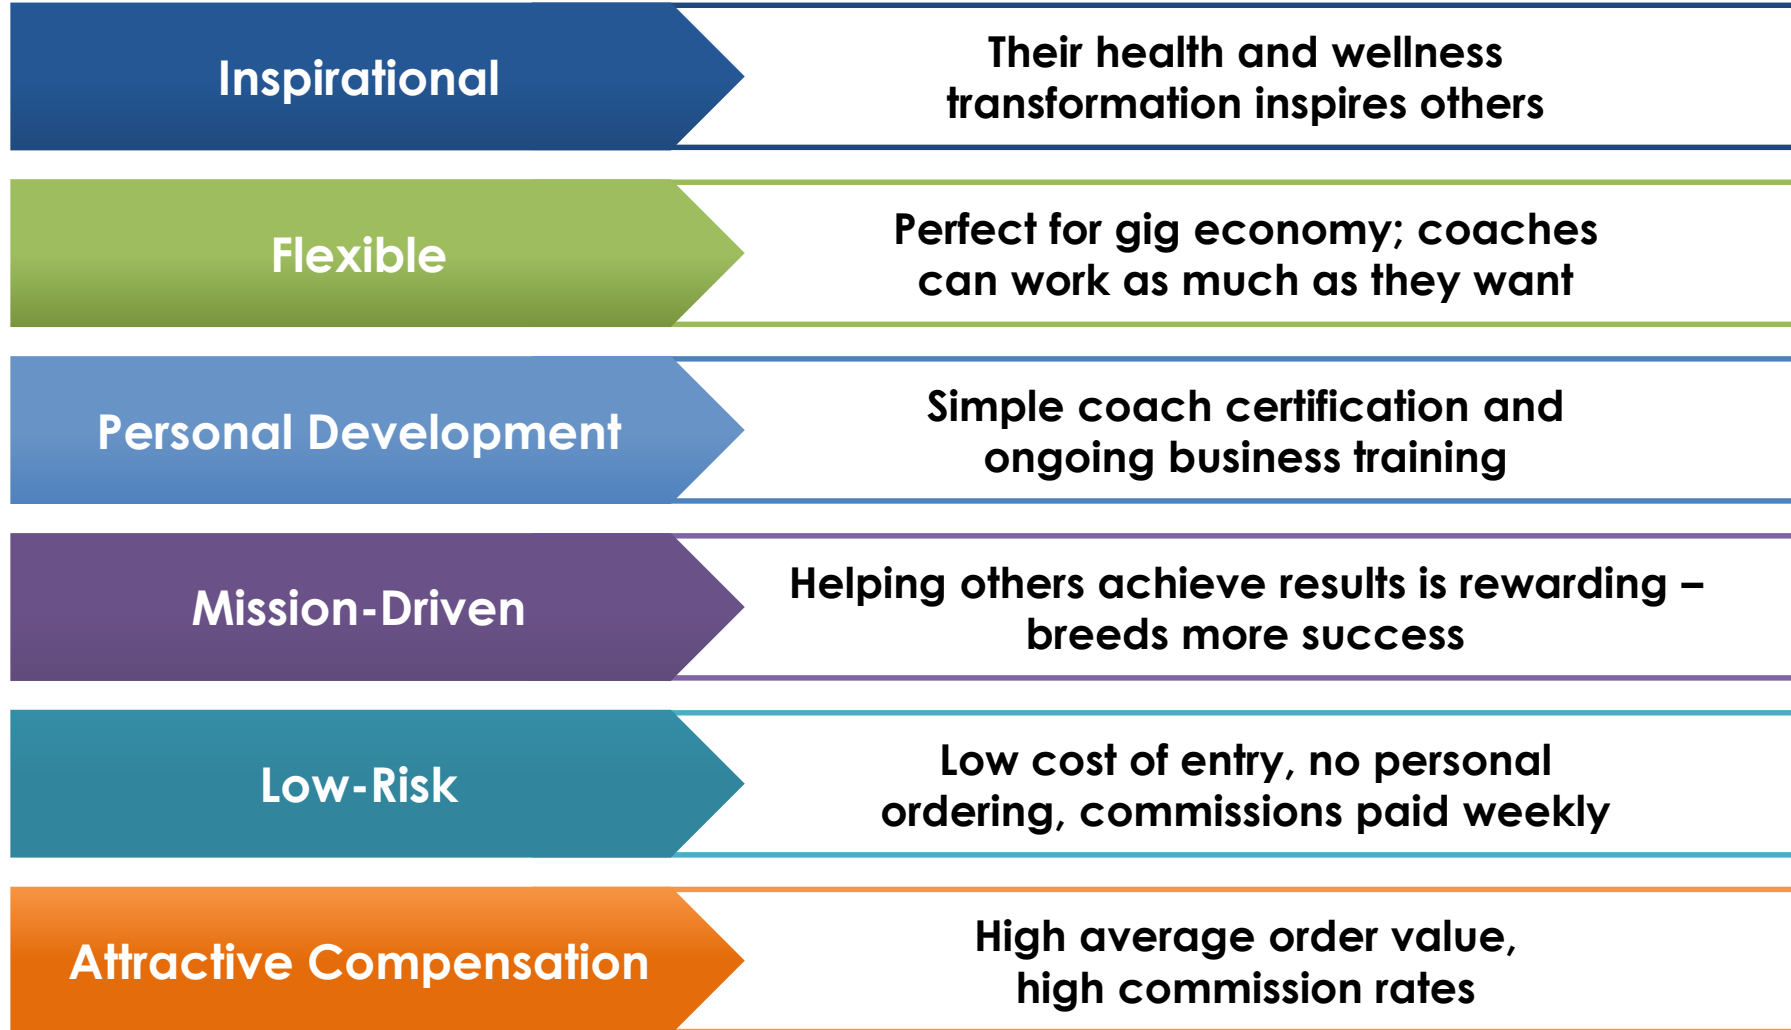 Inspirational
Their health and wellness
transformation inspires others
Flexible
Perfect for gig economy; coaches
can work as much as they want
Personal Development
Simple coach certification and
ongoing business training
Mission-Driven
Helping others achieve results is rewarding –
breeds more success
Low-Risk
Low cost of entry, no personal
ordering, commissions paid weekly
Attractive Compensation
High average order value,
high commission rates